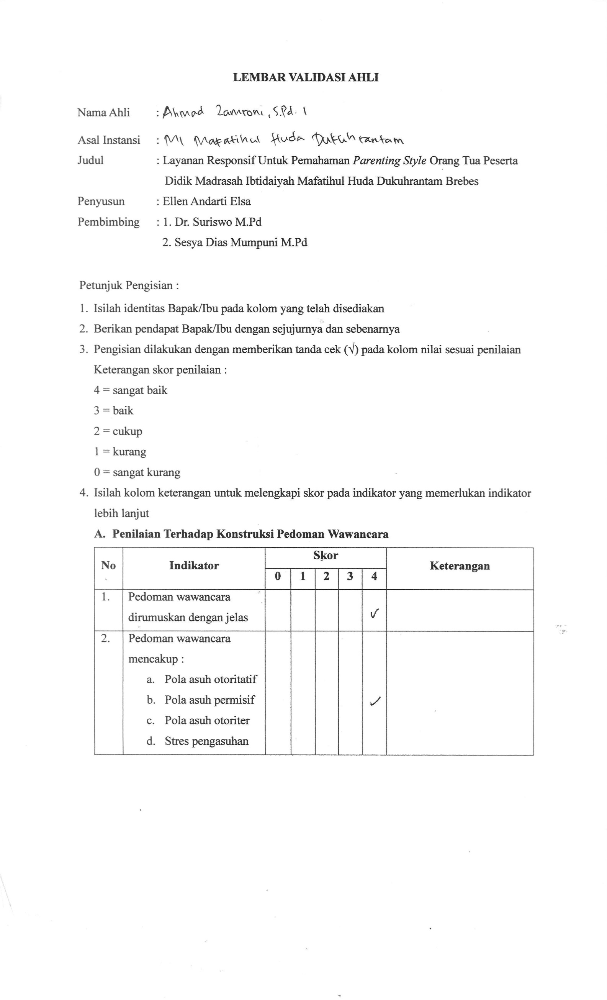 LEMBAR VALIDASI AHLI
Nama Ahli : Ahmad Zamroni, S.Pd. I
Asal Instansi : MI Mafatihul Huda Dukuhrantam
Judul : Layanan Responsif Untuk Pemahaman Parenting Style Orang Tua Peserta
Didik Madrasah Ibtidaiyah Mafatihul Huda Dukuhrantam Brebes
Penyusun : Ellen Andarti Elsa
Pembimbing : 1. Dr. Suriswo M.Pd
2. Sesya Dias Mumpuni M.Pd
Petunjuk Pengisian :
1. Isilah identitas Bapak/Ibu pada kolom yang telah disediakan
2. Berikan pendapat Bapak/Ibu dengan sejujurnya dan sebenarnya
3. Pengisian dilakukan dengan memberikan tanda cek (√) pada kolom nilai sesuai penilaian
Keterangan skor penilaian :
4 = sangat baik
3 = baik
2 = cukup
1 = kurang
0 = sangat kurang
4. Isilah kolom keterangan untuk melengkapi skor pada indikator yang memerlukan indikator
lebih lanjut
A. Penilaian Terhadap Konstruksi Pedoman Wawancara
No Indikator Skor Keterangan
0 1 2 3 4
1. Pedoman wawancara
dirumuskan dengan jelas ✓
2. Pedoman wawancara
mencakup :
a. Pola asuh otoritatif
b. Pola asuh permisif ✓
c. Pola asuh otoriter
d. Stres pengasuhan